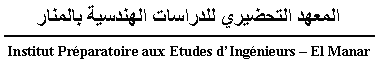 المعهد التحضيري للدراسات الهندسية بالمنار
Institut Préparatoire aux Etudes d’Ingénieurs – El Manar